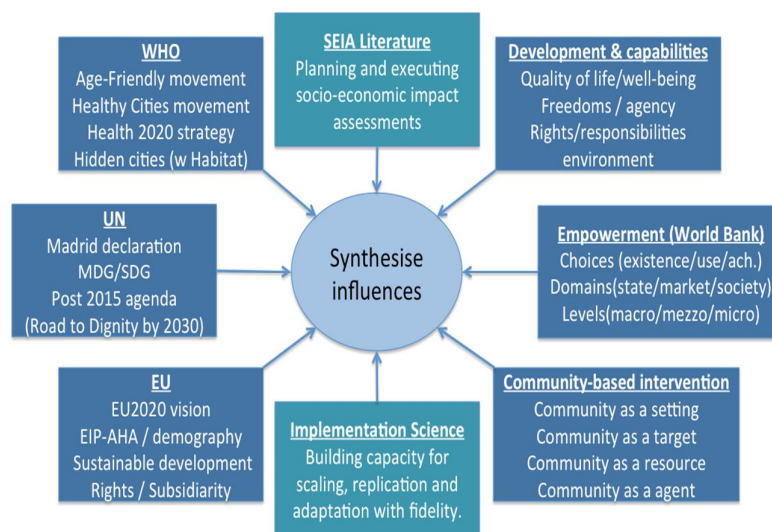 WHO
Age-Friendly movement
Healthy Cities movement
Health 2020 strategy
Hidden cities (w Habitat)
SEIA Literature
Planning and executing
socio-economic impact
assessments
Development & capabilities
Quality of life/well-being
Freedoms / agency
Rights/responsibilities
environment
UN
Madrid declaration
MDG/SDG
Post 2015 agenda
(Road to Dignity by 2030)
Synthesise
influences
Empowerment (World Bank)
Choices (existence/use/ach.)
Domains(state/market/society)
Levels(macro/mezzo/micro)
EU
EU2020 vision
EIP-AHA / demography
Sustainable development
Rights / Subsidiarity
Implementation Science
Building capacity for
scaling, replication and
adaptation with fidelity.
Community-based intervention
Community as a setting
Community as a target
Community as a resource
Community as a agent